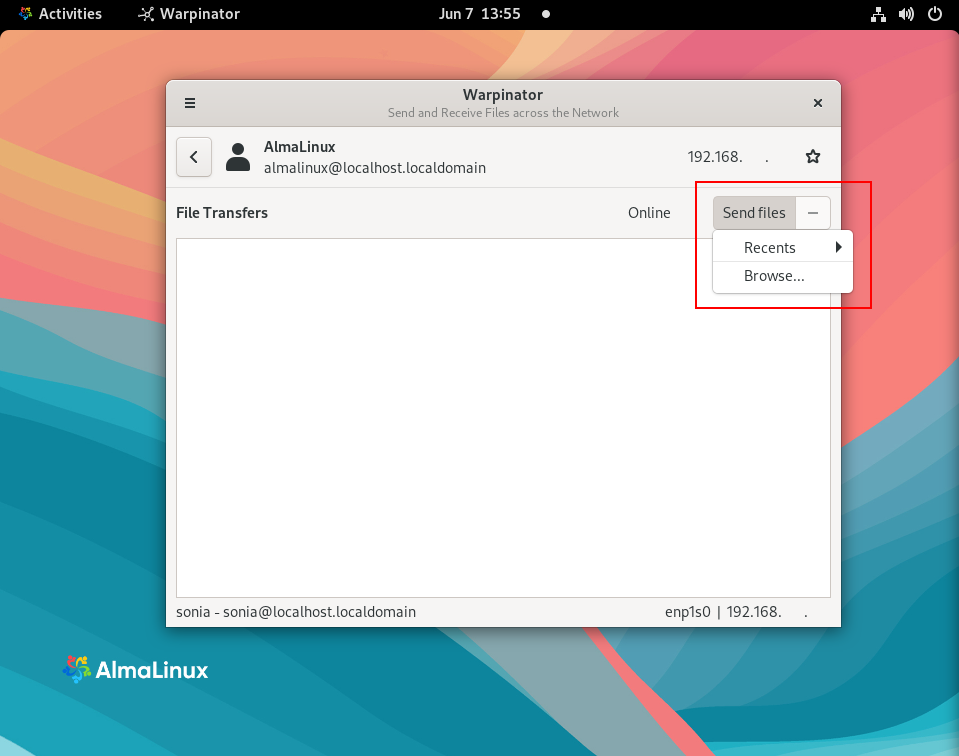 Activities Warpinator Jun 7 13:55
Warpinator
Send and Receive Files across the Network
AlmaLinux
almalinux@localhost.localdomain 192.168. .
File Transfers Online Send files
Recents
Browse...
sonia - sonia@localhost.localdomain enp1s0 | 192.168. .
AlmaLinux